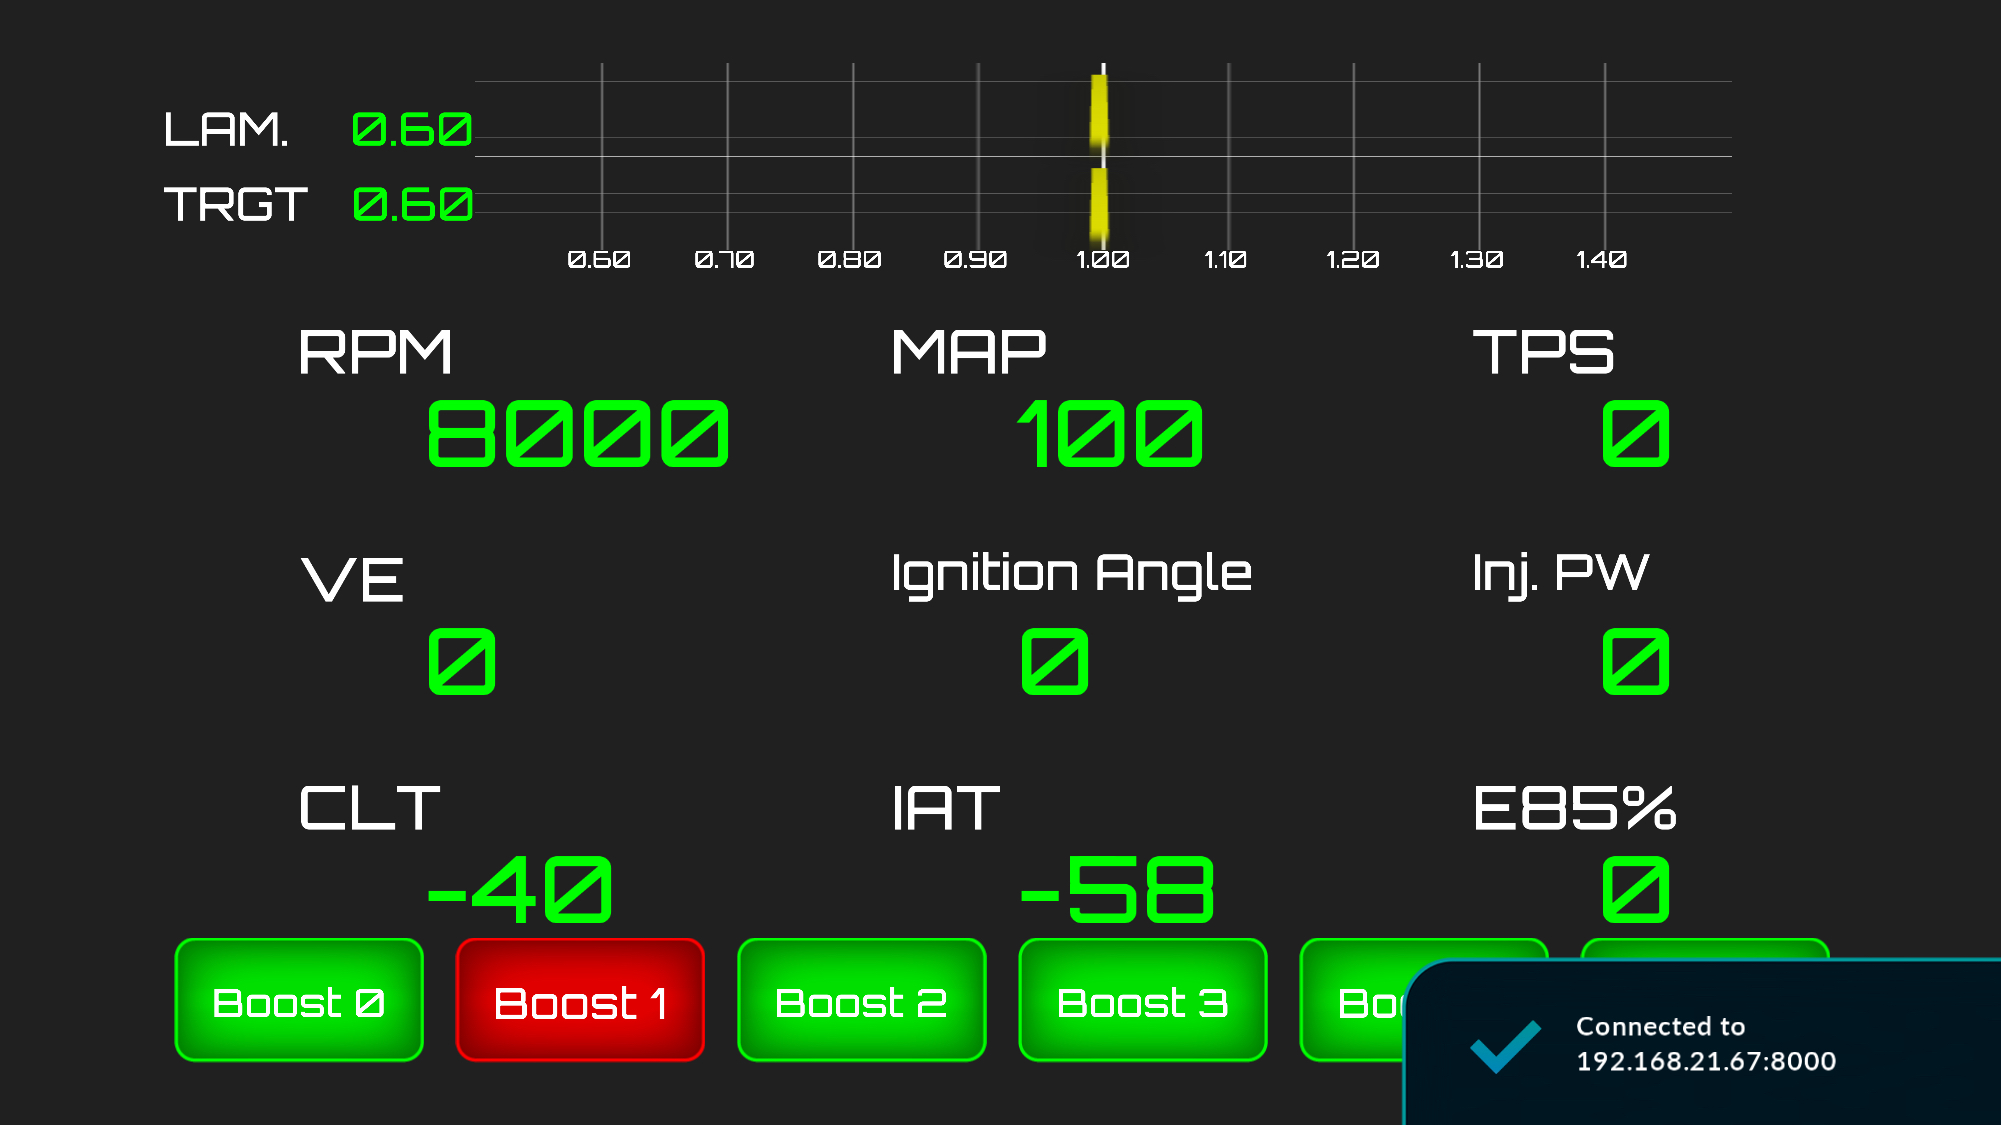 LAM. 0.60
TRGT 0.60
0.60 0.70 0.80 0.90 1.00 1.10 1.20 1.30 1.40
RPM MAP TPS
8000 100 0
VE Ignition Angle Inj. PW
0 0 0
CLT IAT E85%
-40 -58 0
Boost 0 Boost 1 Boost 2 Boost 3
Connected to
192.168.21.67:8000